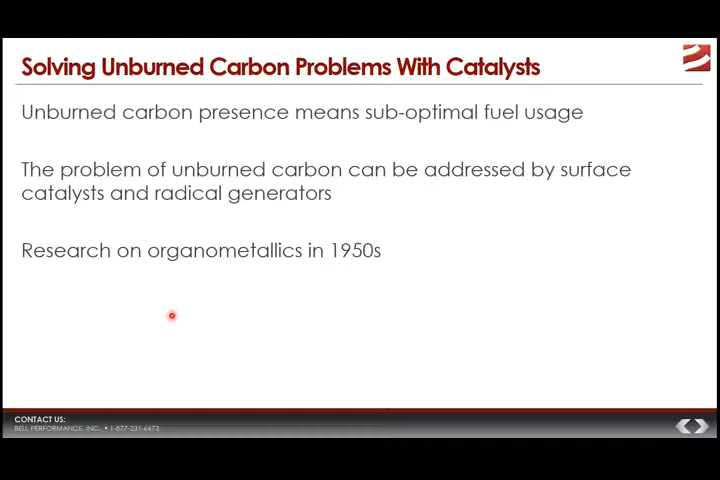 Solving Unburned Carbon Problems With Catalysts
Unburned carbon presence means sub-optimal fuel usage
The problem of unburned carbon can be addressed by surface
catalysts and radical generators
Research on organometallics in 1950s
CONTACT US:
BELL PERFORMANCE, INC. • 1-877-231-6673